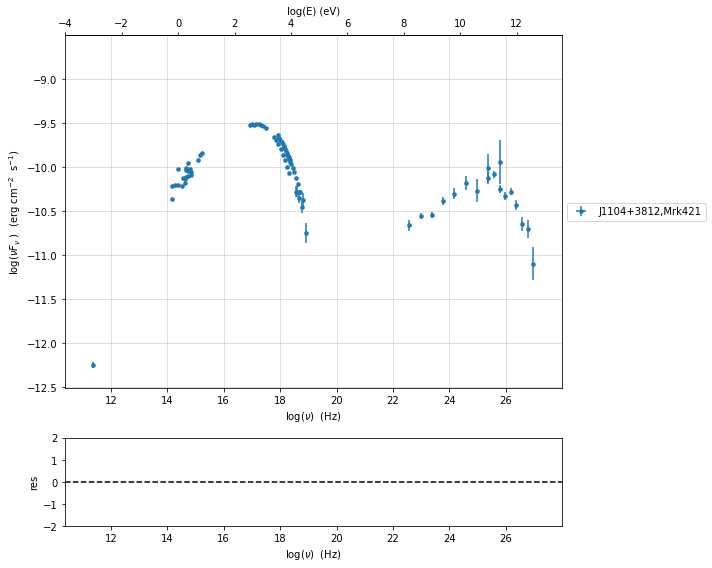 log(E) (eV)
−4 −2 0 2 4 6 8 10 12
−9.0
−9.5
−10.0
−10.5
−11.0
−11.5
−12.0
−12.5
log(νFν ) (erg cm⁻² s⁻¹)
J1104+3812,Mrk421
12 14 16 18 20 22 24 26
log(ν) (Hz)
2
1
0
−1
−2
res
12 14 16 18 20 22 24 26
log(ν) (Hz)